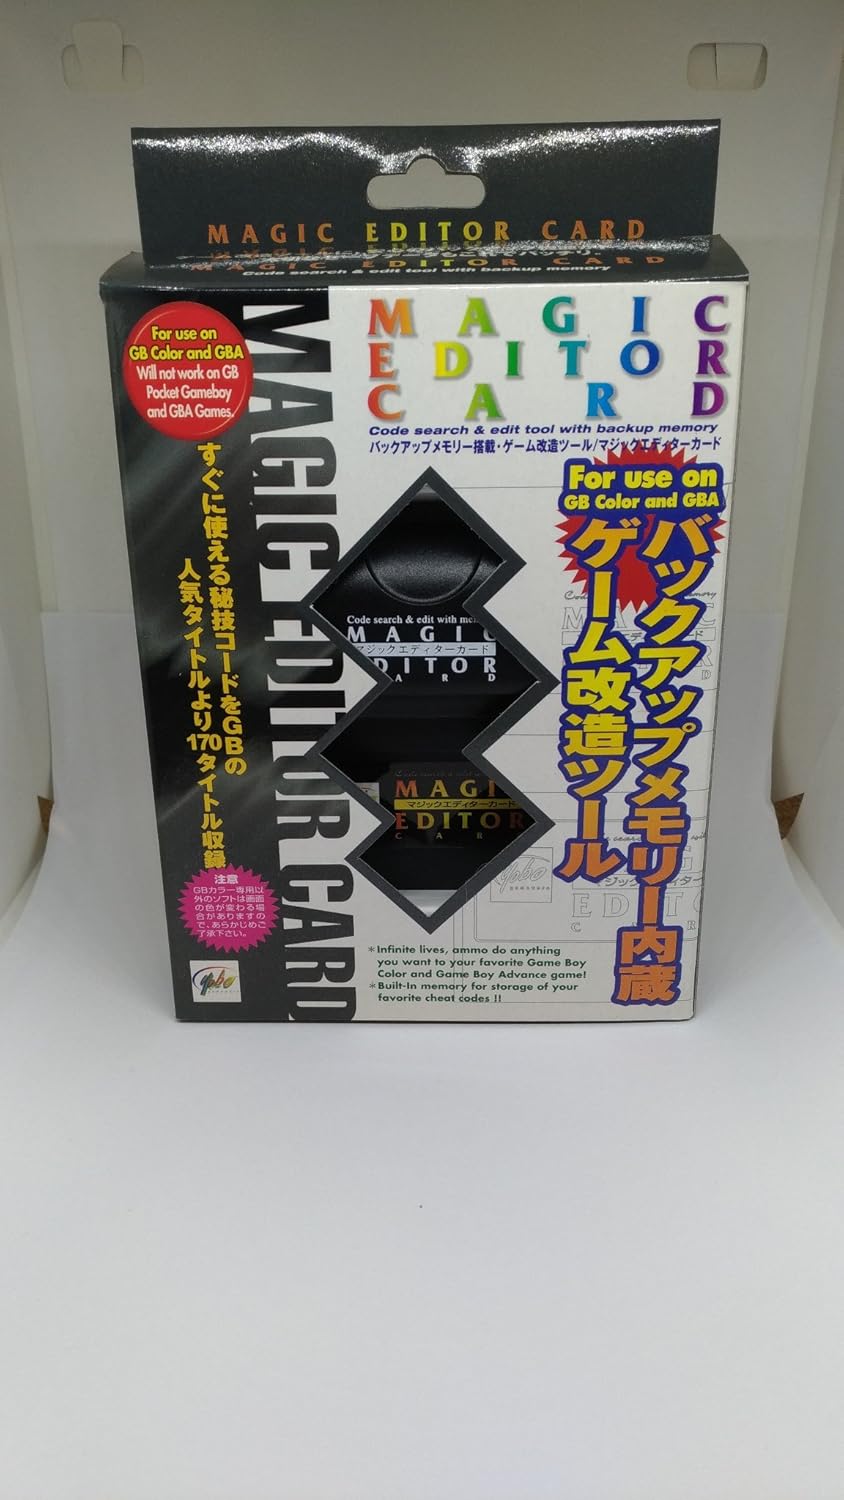 MAGIC EDITOR CARD
MAGIC EDITOR CARD
Code search & edit tool with backup memory
For use on
GB Color and GBA
Will not work on GB
Pocket Gameboy
and GBA Games.
MAGIC EDITOR CARD
MAGIC
EDITOR
CARD
Code search & edit tool with backup memory
バックアップメモリー搭載・ゲーム改造ツール/マジックエディターカード
For use on
GB Color and GBA
バックアップメモリー内蔵
ゲーム改造ツール
すぐに使える秘技コードをGBの
人気タイトルより170タイトル収録
Code search & edit with
MAGIC
マジックエディターカード
EDITOR
CARD
MAGI
マジックエディターカード
EDITOR
CAR
注意
GBカラー専用以
外のソフトは画面
の色が変わる場
合がありますの
で、あらかじめご
了承下さい。
yobo
yobo
EDIT
*Infinite lives, ammo do anything
you want to your favorite Game Boy
Color and Game Boy Advance game!
*Built-In memory for storage of your
favorite cheat codes !!